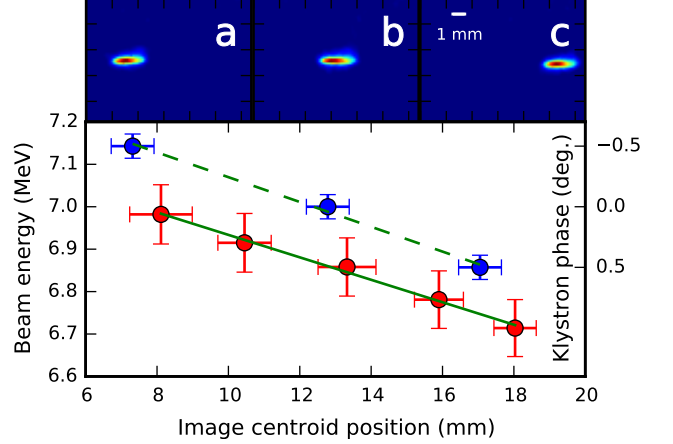 a
b
c
1 mm
7.2
7.1
7.0
6.9
6.8
6.7
6.6
Beam energy (MeV)
−0.5
0.0
0.5
Klystron phase (deg.)
6
8
10
12
14
16
18
20
Image centroid position (mm)